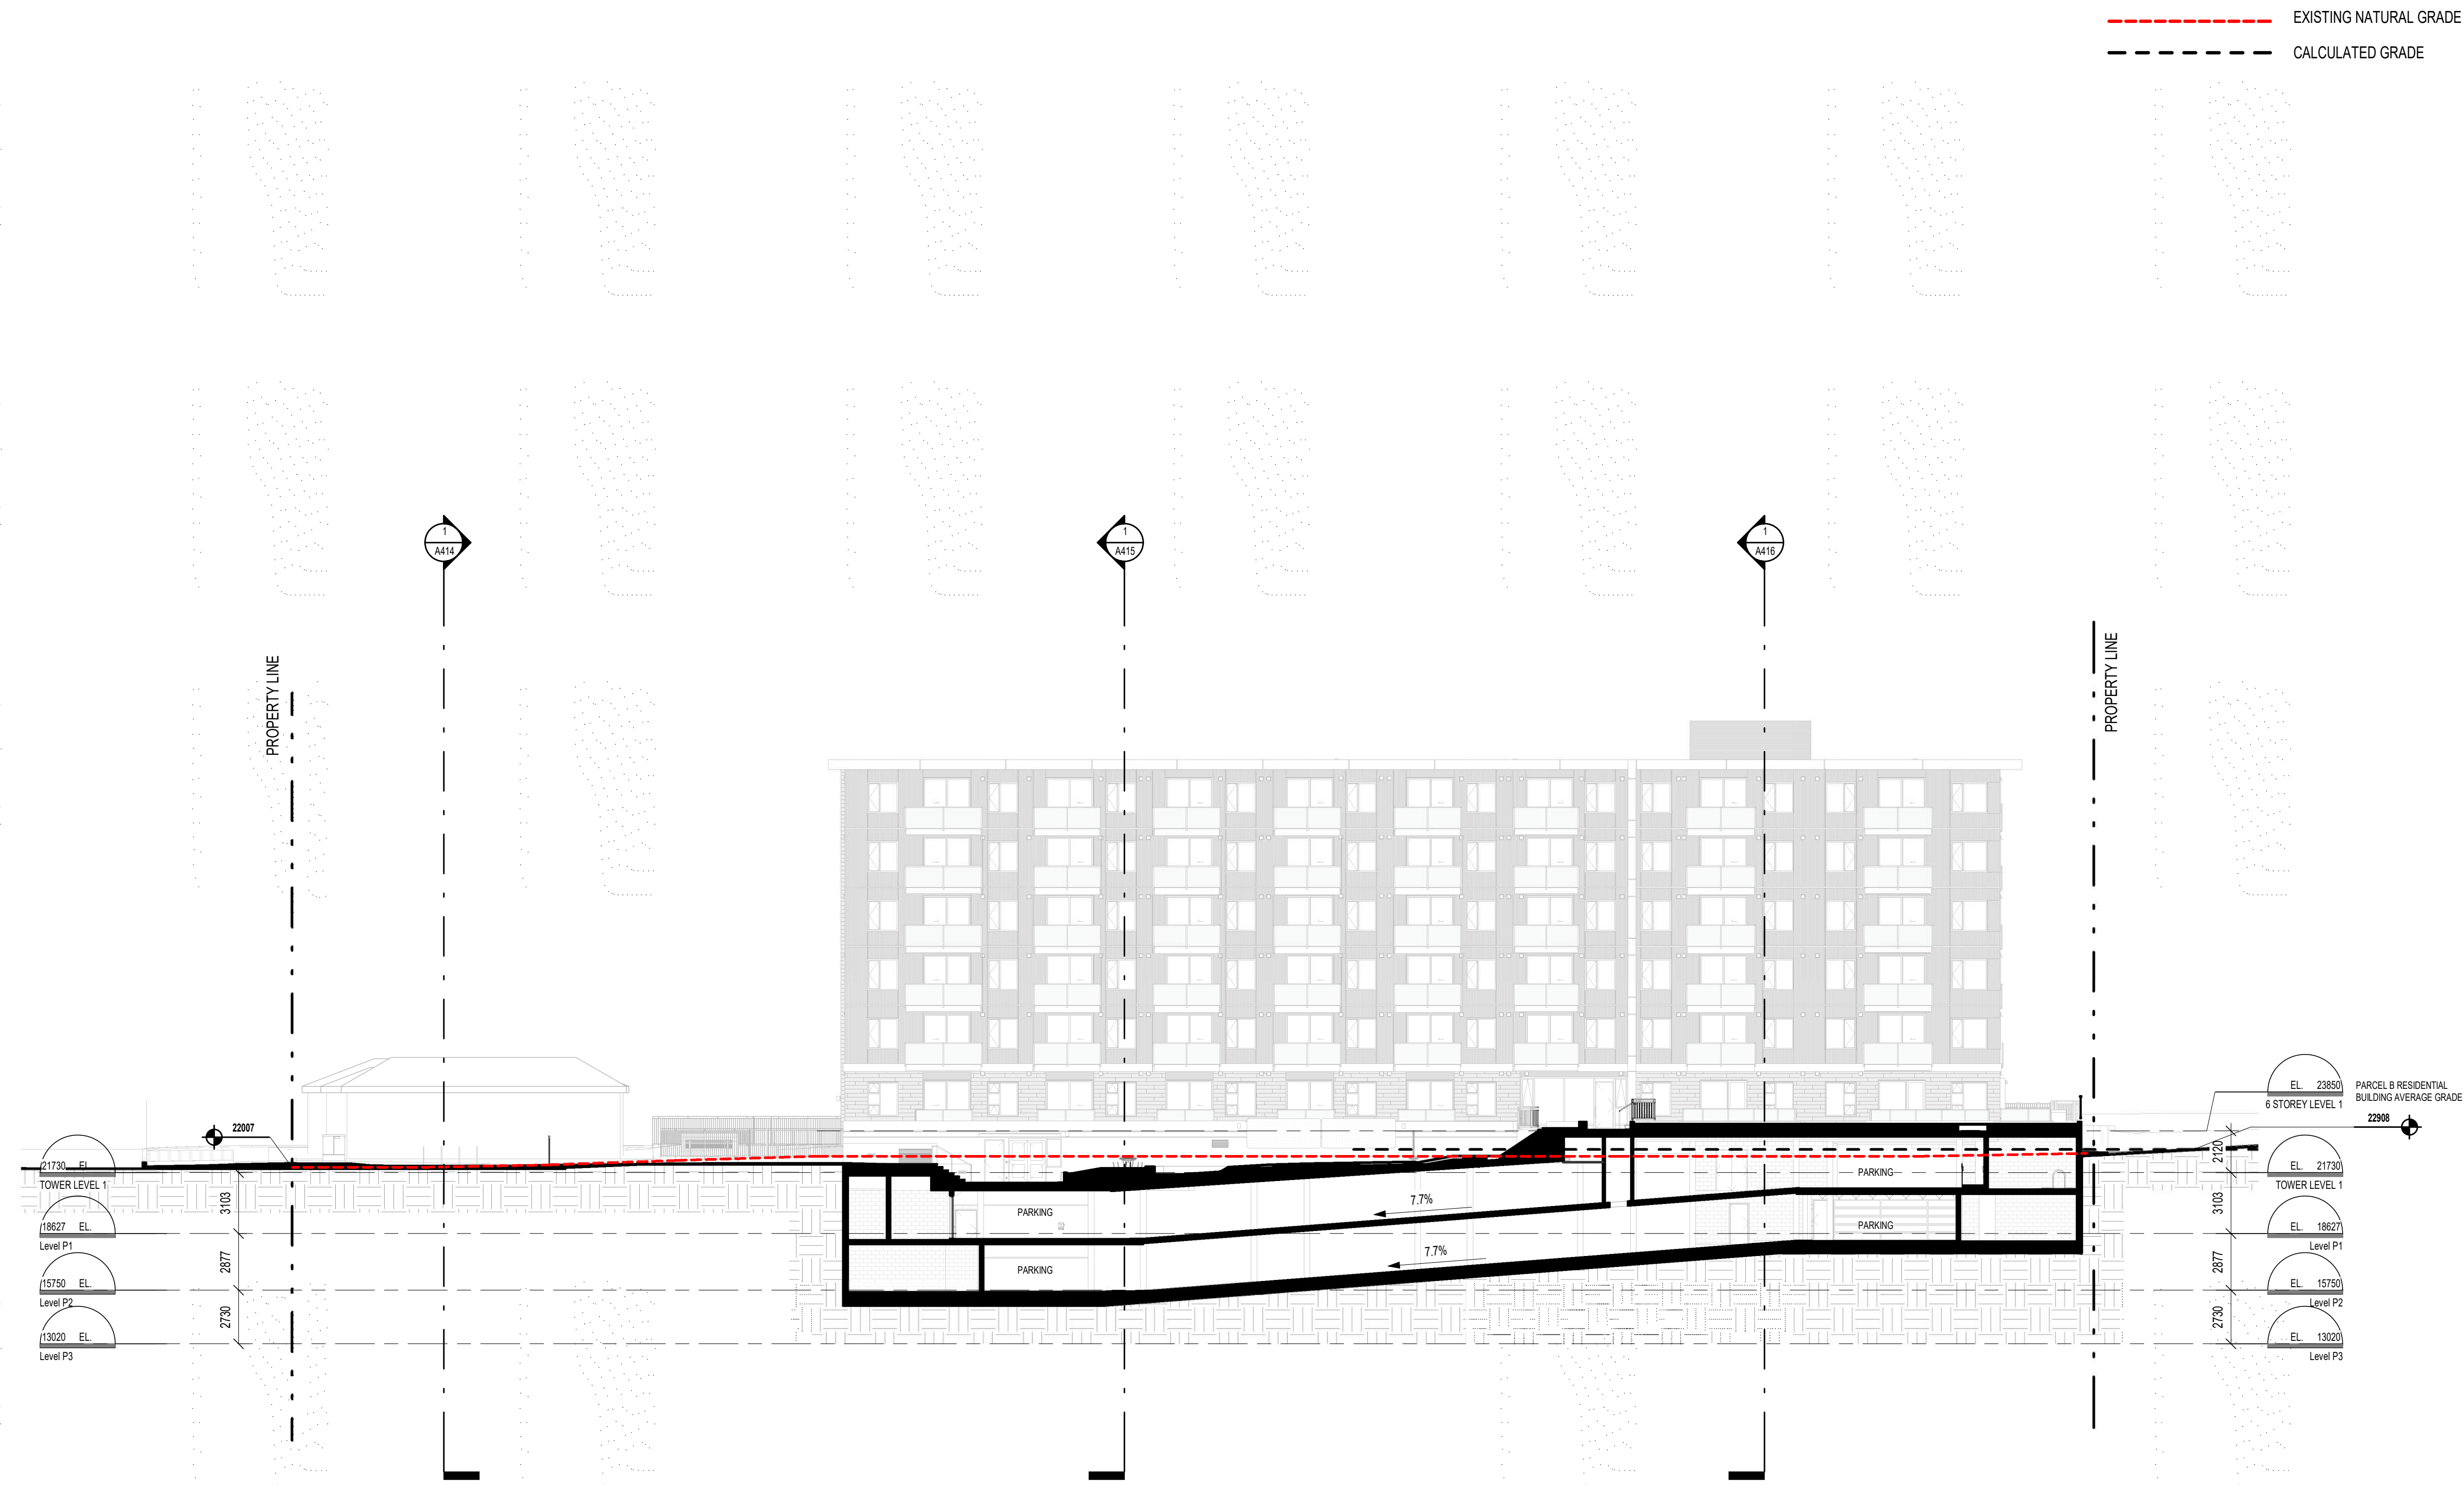 EXISTING NATURAL GRADE
CALCULATED GRADE
1
A414
1
A415
1
A416
PROPERTY LINE
PROPERTY LINE
EL. 23850
6 STOREY LEVEL 1
PARCEL B RESIDENTIAL
BUILDING AVERAGE GRADE
22908
22007
21730 EL.
TOWER LEVEL 1
3103
18627 EL.
Level P1
2877
15750 EL.
Level P2
2730
13020 EL.
Level P3
PARKING
PARKING
7.7%
7.7%
PARKING
PARKING
2120
EL. 21730
TOWER LEVEL 1
3103
EL. 18627
Level P1
2877
EL. 15750
Level P2
2730
EL. 13020
Level P3